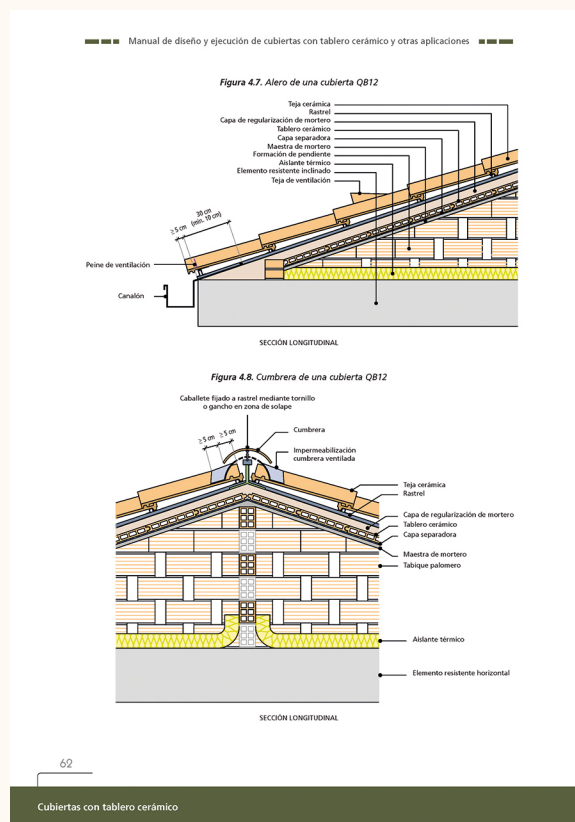 Manual de diseño y ejecución de cubiertas con tablero cerámico y otras aplicaciones
Figura 4.7. Alero de una cubierta QB12
Teja cerámica
Rastrel
Capa de regularización de mortero
Tablero cerámico
Capa separadora
Maestra de mortero
Formación de pendiente
Aislante térmico
Elemento resistente inclinado
Teja de ventilación
30 cm
(mín. 10 cm)
≥ 5 cm
Peine de ventilación
Canalón
SECCIÓN LONGITUDINAL
Figura 4.8. Cumbrera de una cubierta QB12
Caballete fijado a rastrel mediante tornillo
o gancho en zona de solape
Cumbrera
≥ 5 cm
≥ 5 cm
Impermeabilización
cumbrera ventilada
Teja cerámica
Rastrel
Capa de regularización de mortero
Tablero cerámico
Capa separadora
Maestra de mortero
Tabique palomero
Aislante térmico
Elemento resistente horizontal
SECCIÓN LONGITUDINAL
62
Cubiertas con tablero cerámico